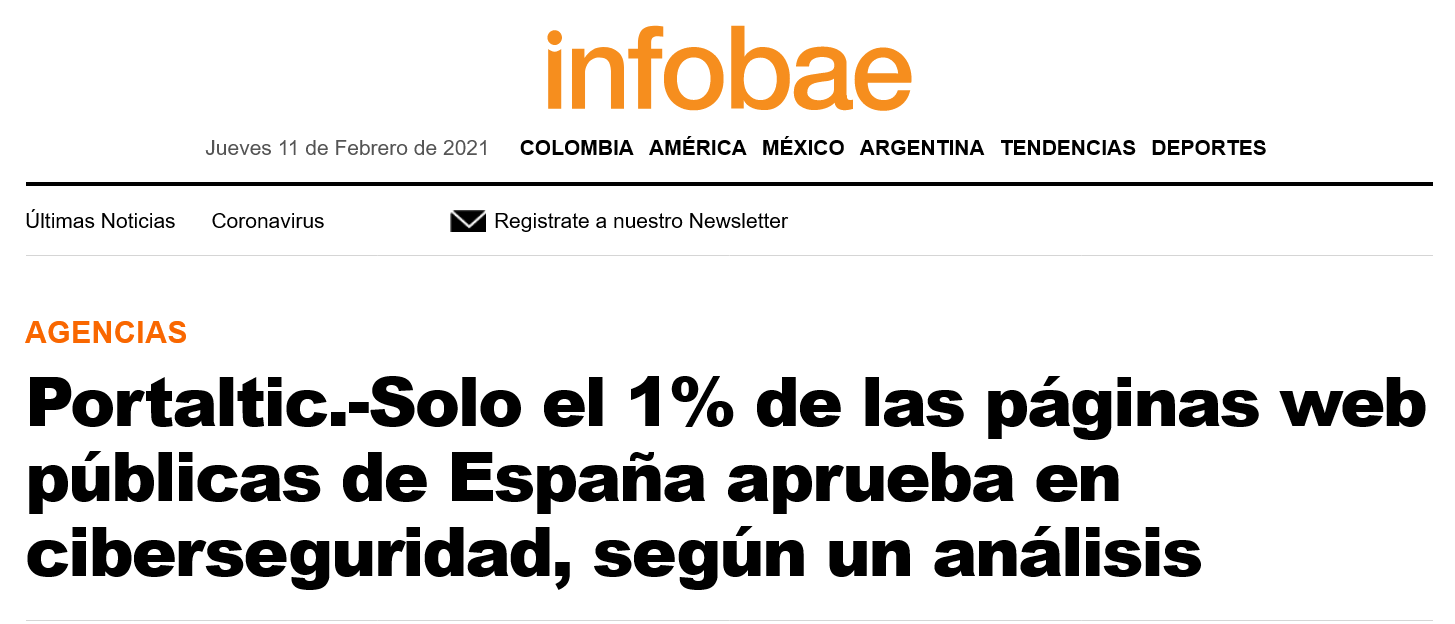 infobae
Jueves 11 de Febrero de 2021 COLOMBIA AMÉRICA MÉXICO ARGENTINA TENDENCIAS DEPORTES
Últimas Noticias Coronavirus Registrate a nuestro Newsletter
AGENCIAS
Portaltic.-Solo el 1% de las páginas web
públicas de España aprueba en
ciberseguridad, según un análisis